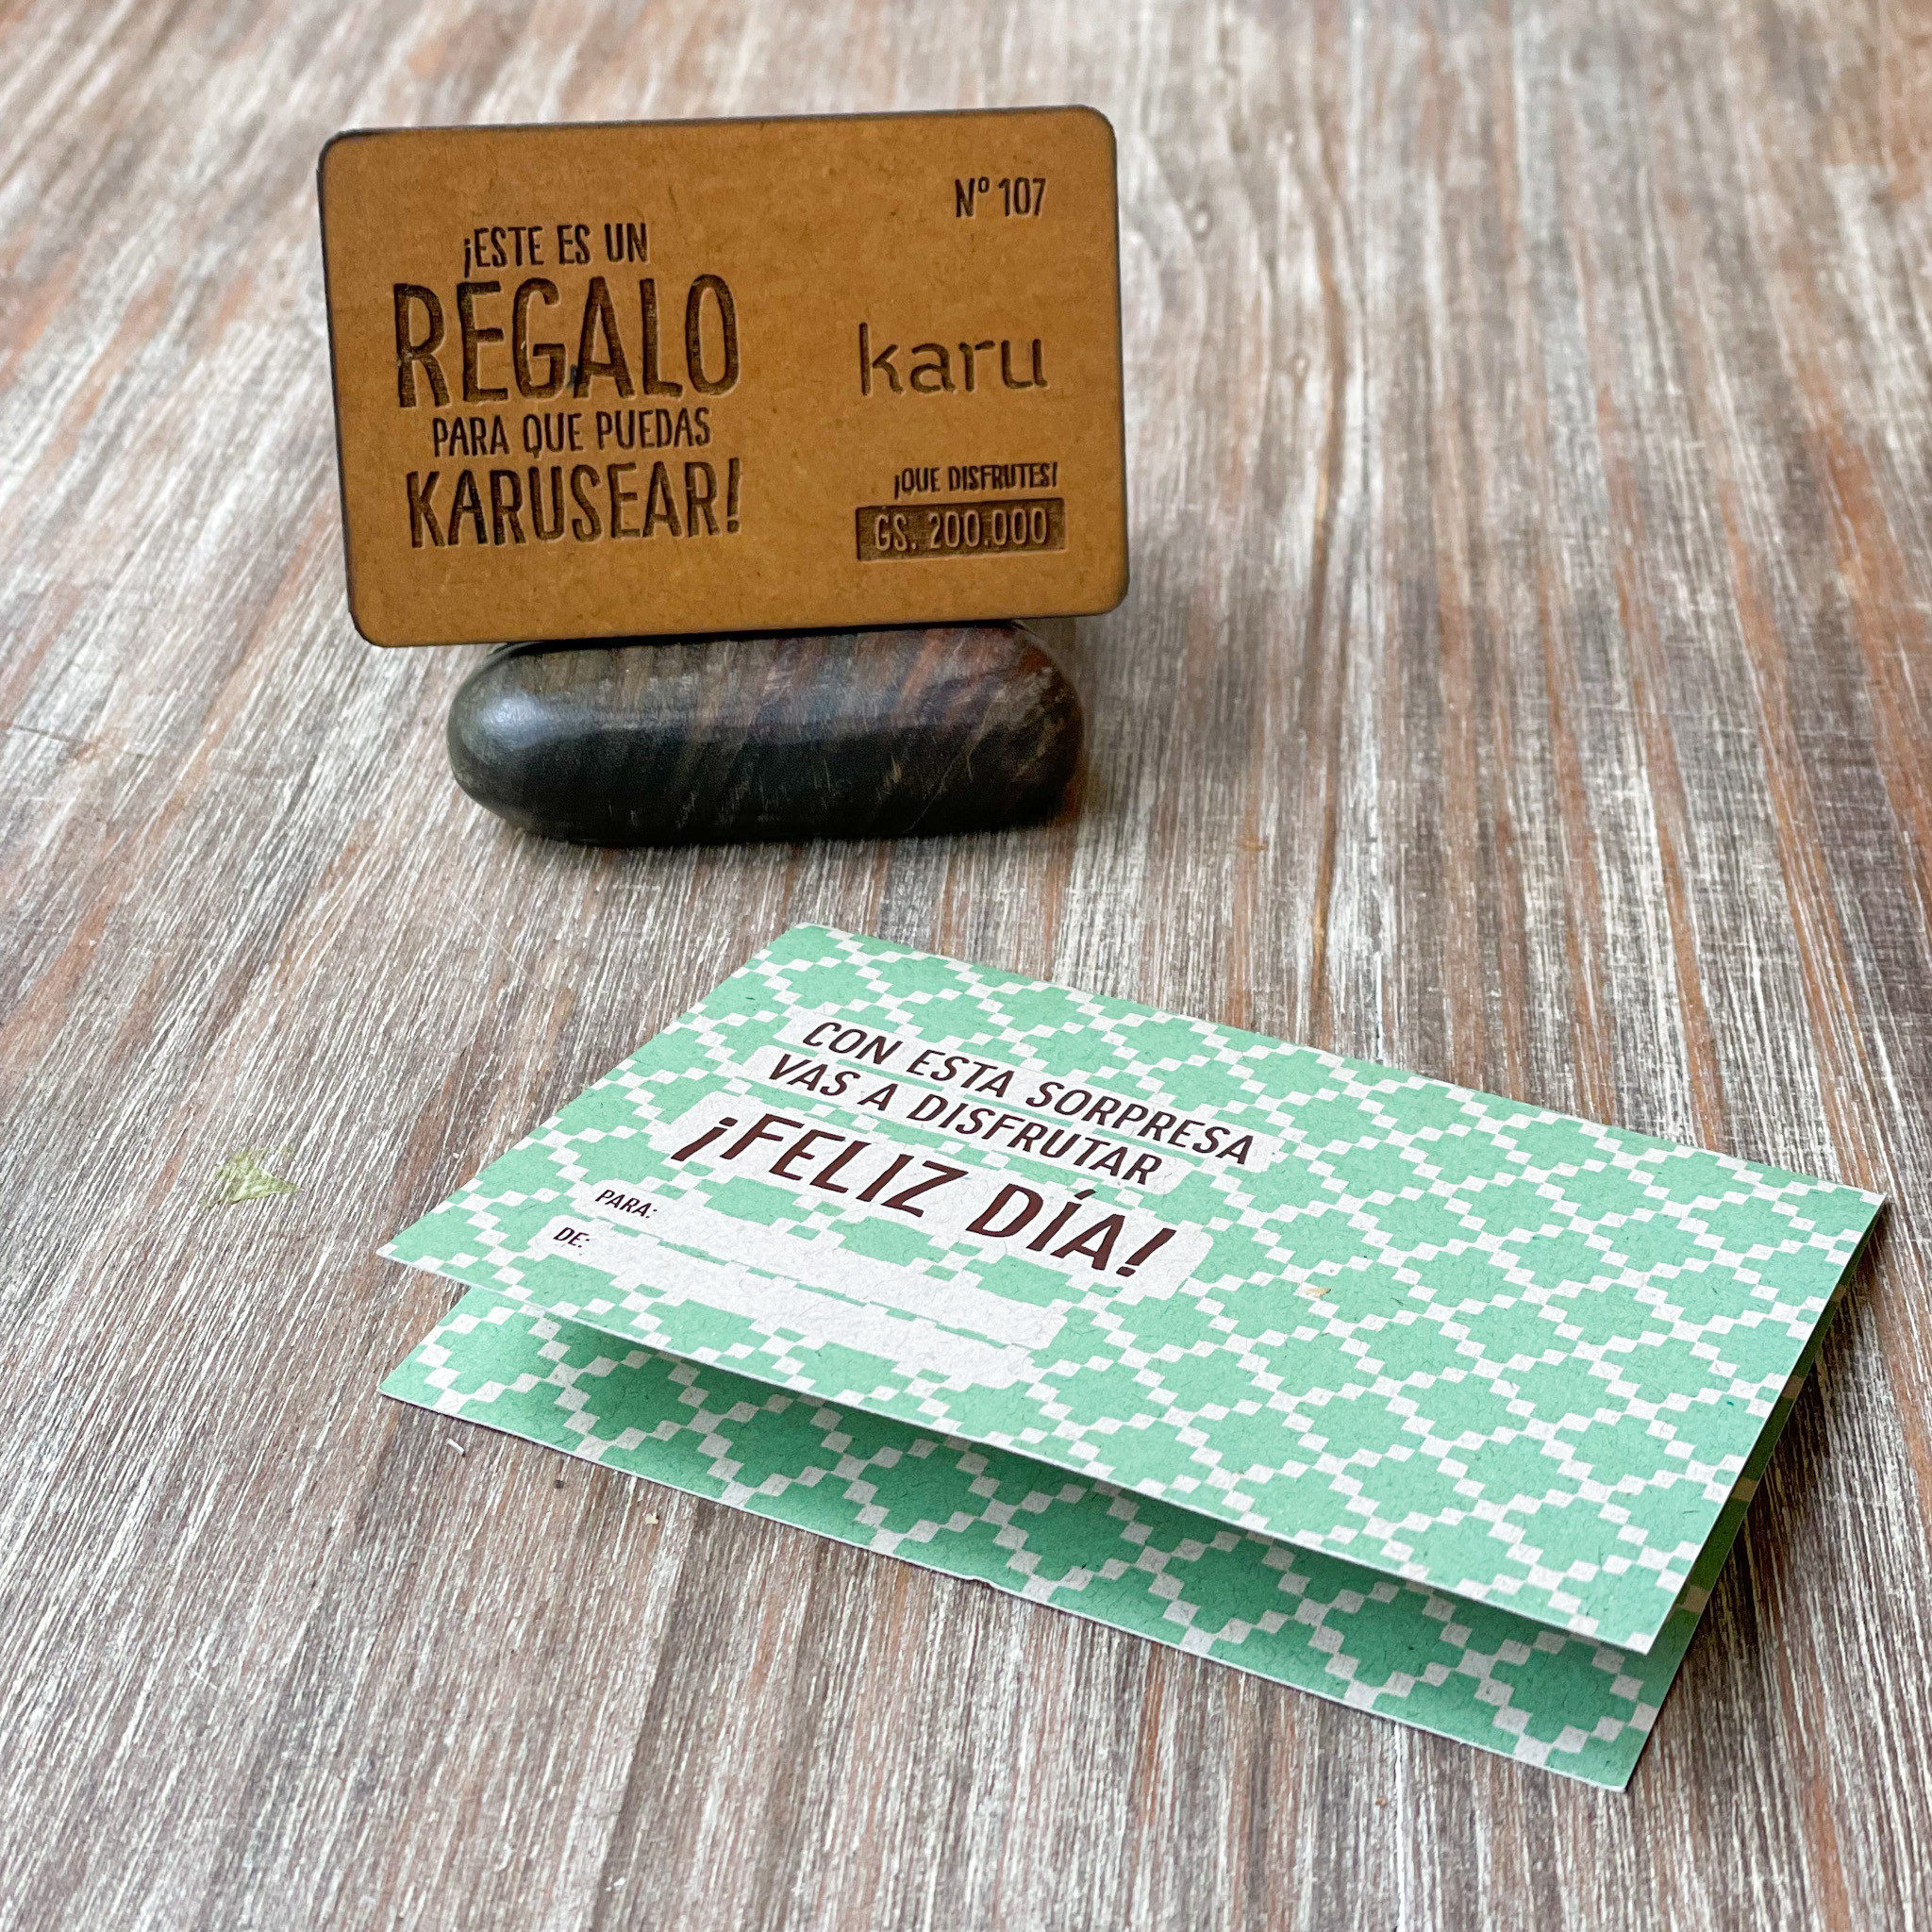 ¡ESTE ES UN
REGALO
PARA QUE PUEDAS
KARUSEAR!
Nº 107
karu
¡QUE DISFRUTES!
GS. 200.000
CON ESTA SORPRESA
VAS A DISFRUTAR
¡FELIZ DÍA!
PARA:
DE: